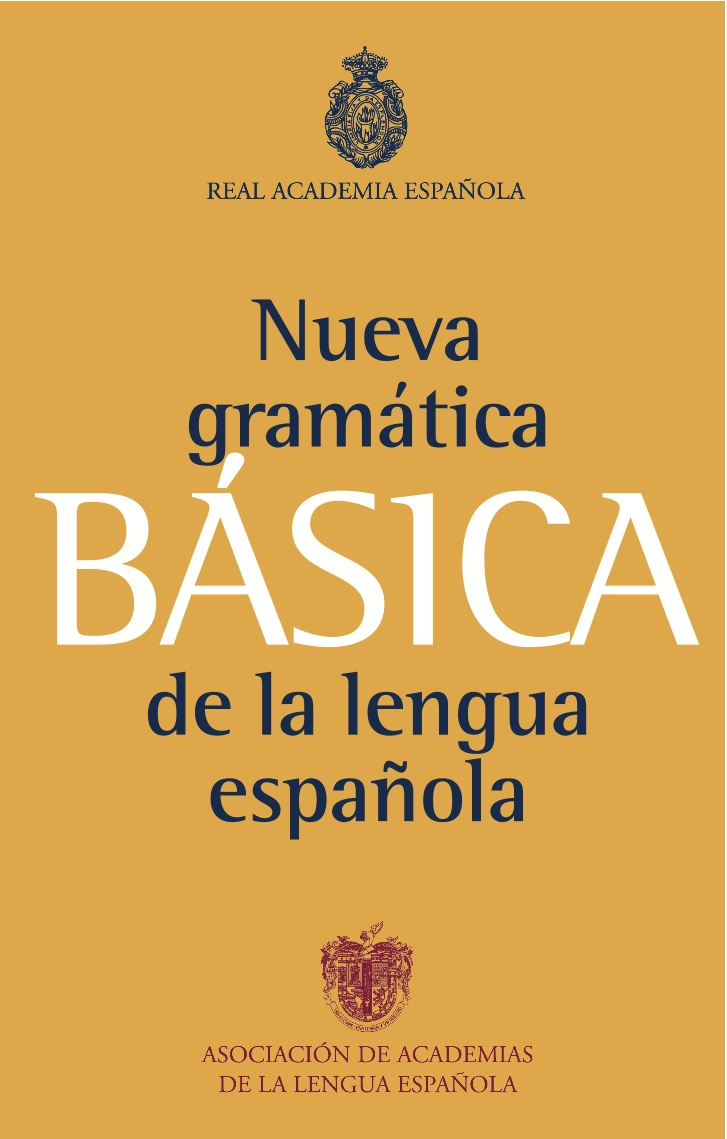 REAL ACADEMIA ESPAÑOLA
Nueva
gramática
BÁSICA
de la lengua
española
ASOCIACIÓN DE ACADEMIAS
DE LA LENGUA ESPAÑOLA